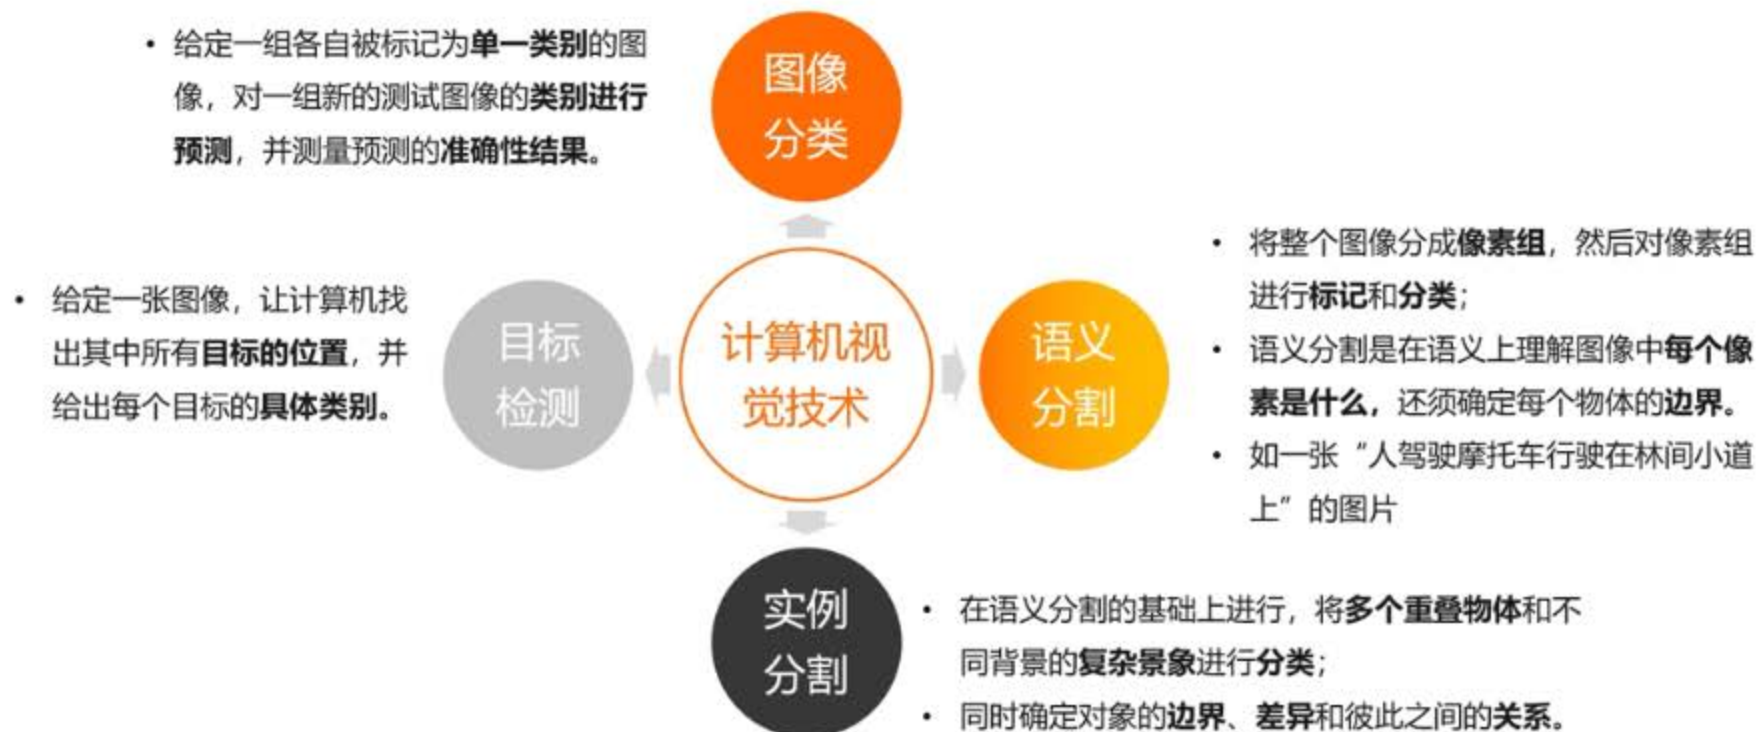 • 给定一组各自被标记为单一类别的图
像，对一组新的测试图像的类别进行
预测，并测量预测的准确性结果。
图像
分类
• 给定一张图像，让计算机找
出其中所有目标的位置，并
给出每个目标的具体类别。
目标
检测
计算机视
觉技术
语义
分割
• 将整个图像分成像素组，然后对像素组
进行标记和分类；
• 语义分割是在语义上理解图像中每个像
素是什么，还须确定每个物体的边界。
• 如一张“人驾驶摩托车行驶在林间小道
上”的图片
实例
分割
• 在语义分割的基础上进行，将多个重叠物体和不
同背景的复杂景象进行分类；
• 同时确定对象的边界、差异和彼此之间的关系。